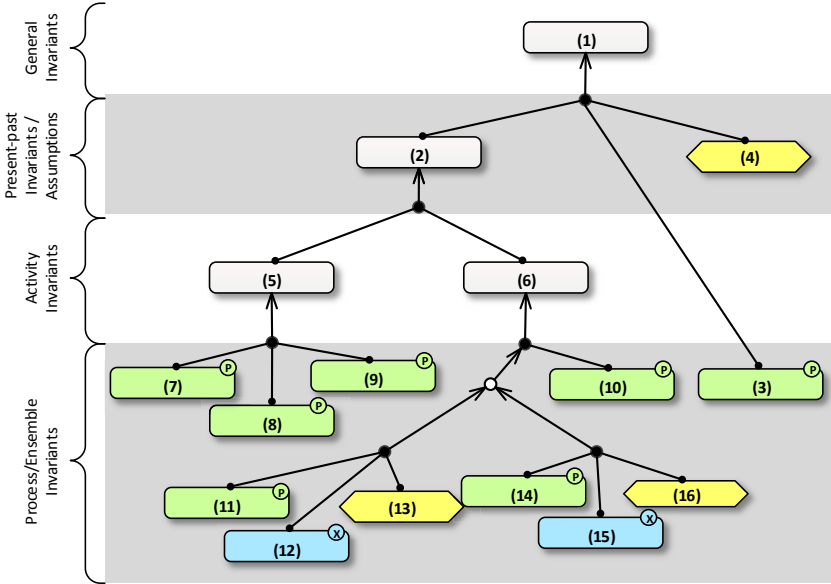 General
Invariants
(1)
Present-past
Invariants /
Assumptions
(2)
(4)
Activity
Invariants
(5)
(6)
Process/Ensemble
Invariants
P
(7)
P
(8)
P
(9)
P
(10)
P
(3)
P
(11)
X
(12)
(13)
P
(14)
X
(15)
(16)